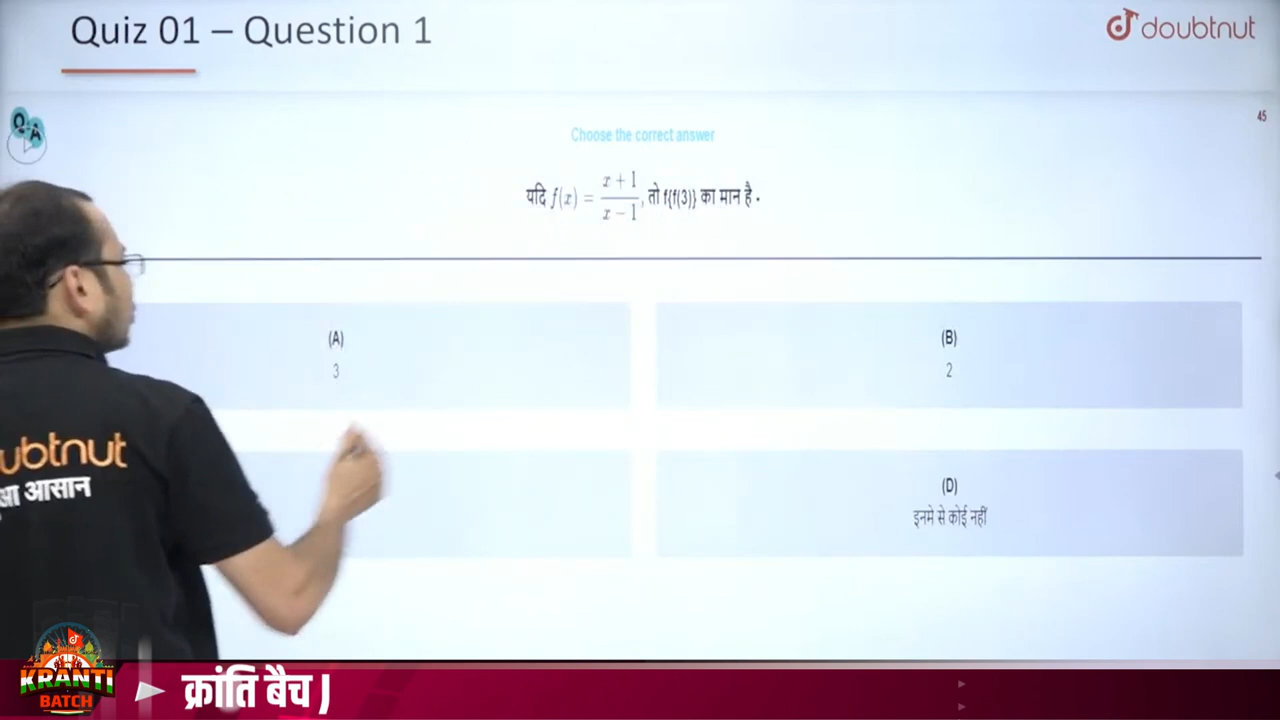 Quiz 01 – Question 1
doubtnut
Q
A
45
Choose the correct answer
यदि f(x) = \frac{x+1}{x-1}, तो f{f(3)} का मान है -
(A)
3
(B)
2
(D)
इनमे से कोई नहीं
ubtnut
आ आसान
KRANTI
BATCH
क्रांति बैच J